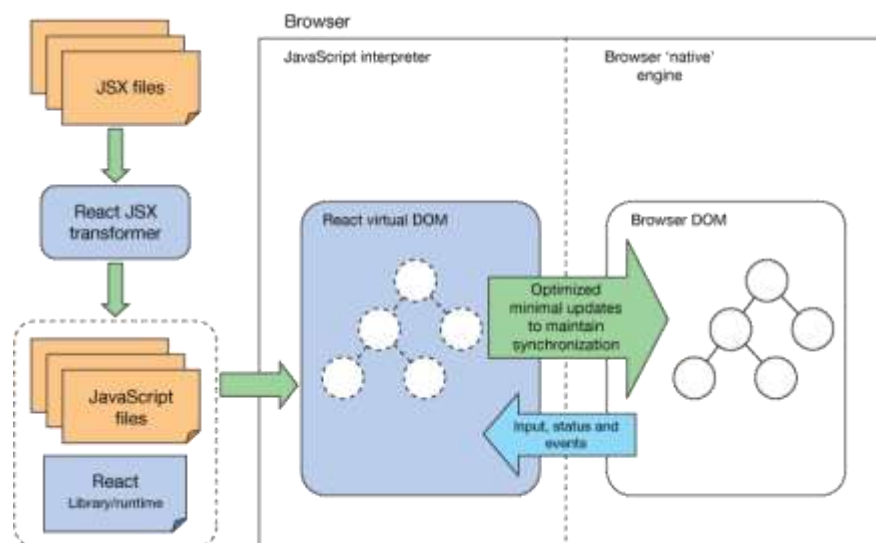 Browser
JavaScript interpreter
Browser ‘native’
engine
JSX files
React JSX
transformer
JavaScript
files
React
Library/runtime
React virtual DOM
Optimized
minimal updates
to maintain
synchronization
Input, status and
events
Browser DOM